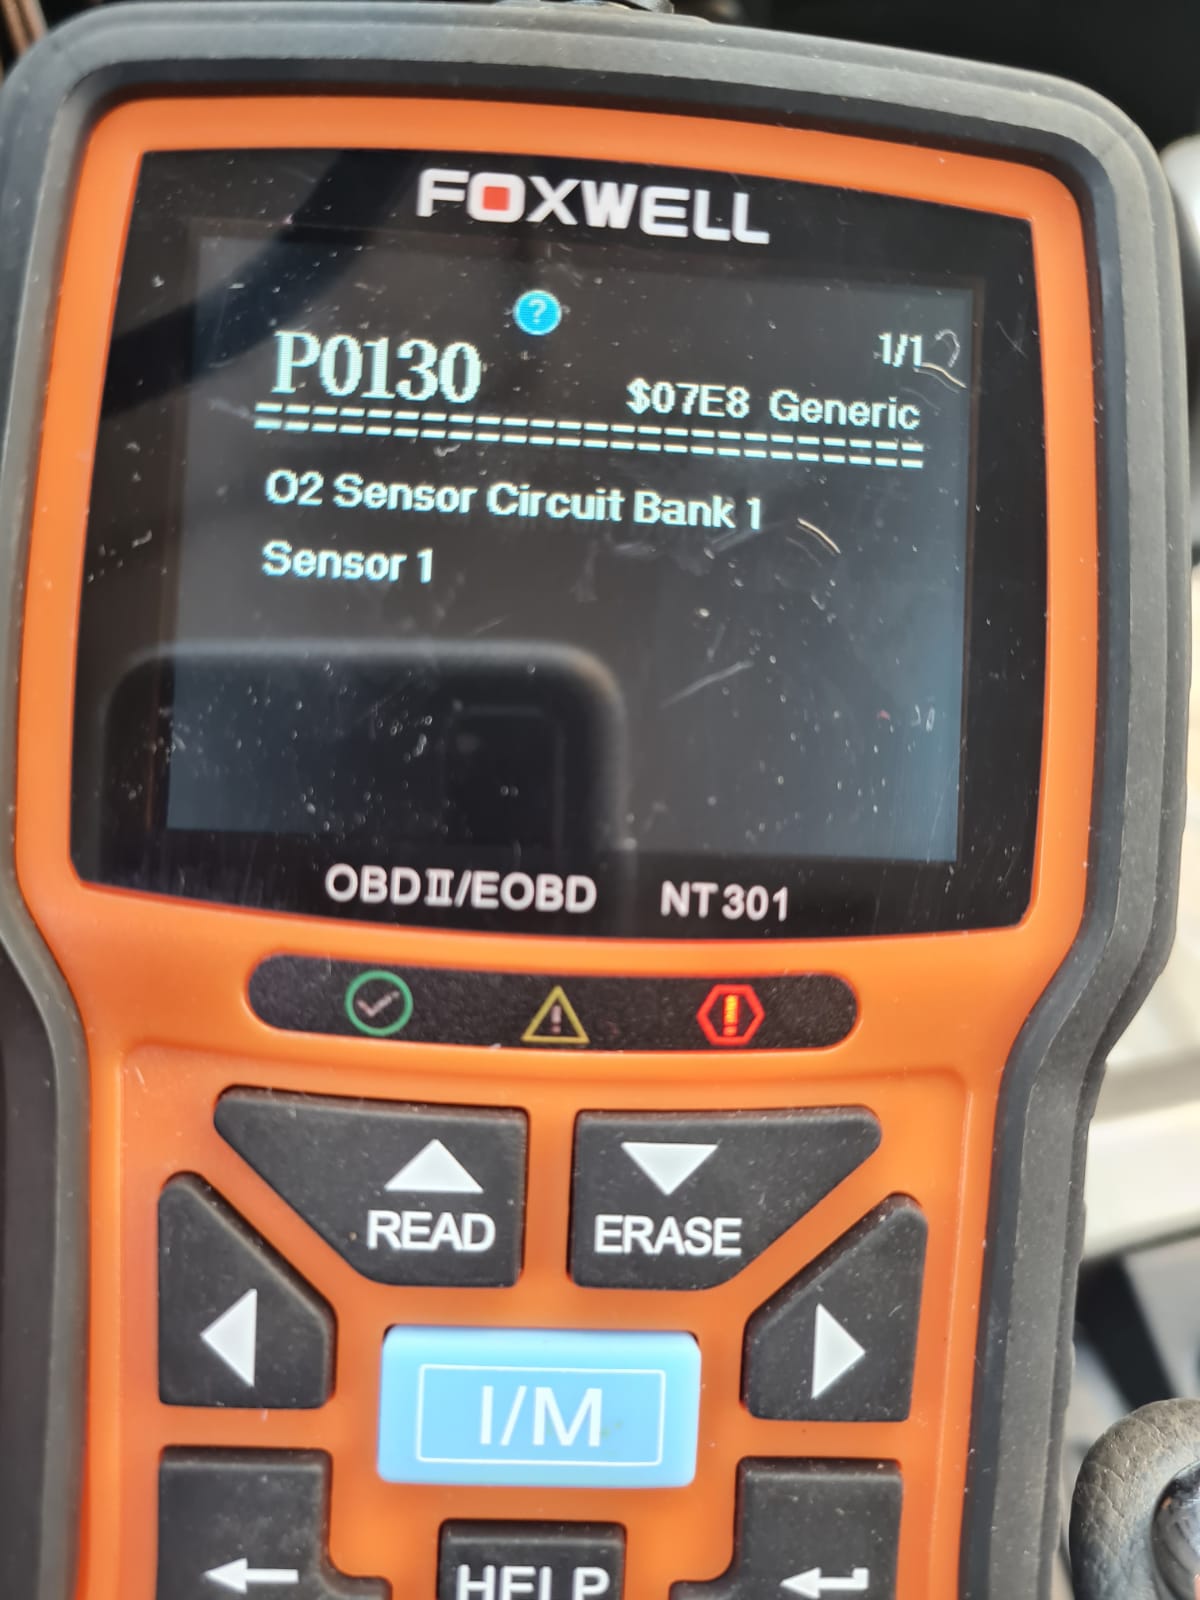 FOXWELL
?
P0130
1/1
$07E8 Generic
================================
O2 Sensor Circuit Bank 1
Sensor 1
OBDII/EOBD NT301
READ
ERASE
I/M
HELP